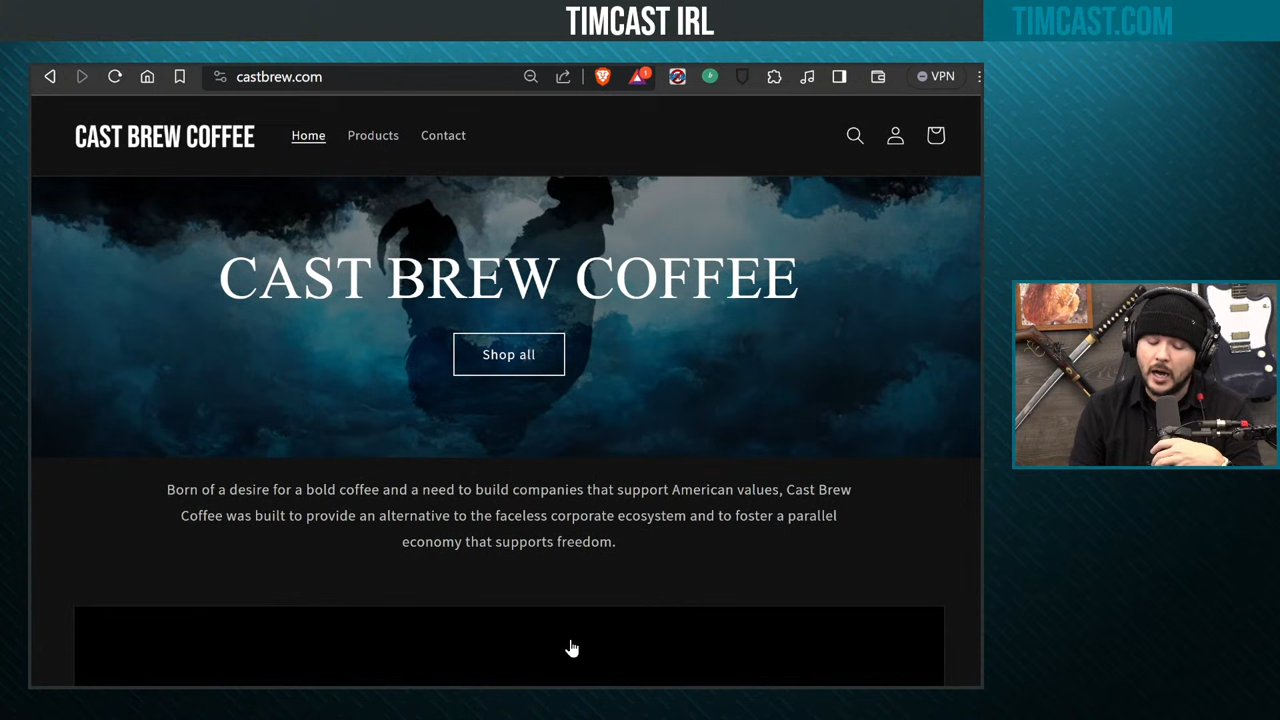 TIMCAST IRL
TIMCAST.COM
castbrew.com
1
VPN
CAST BREW COFFEE
Home
Products
Contact
CAST BREW COFFEE
Shop all
Born of a desire for a bold coffee and a need to build companies that support American values, Cast Brew
Coffee was built to provide an alternative to the faceless corporate ecosystem and to foster a parallel
economy that supports freedom.